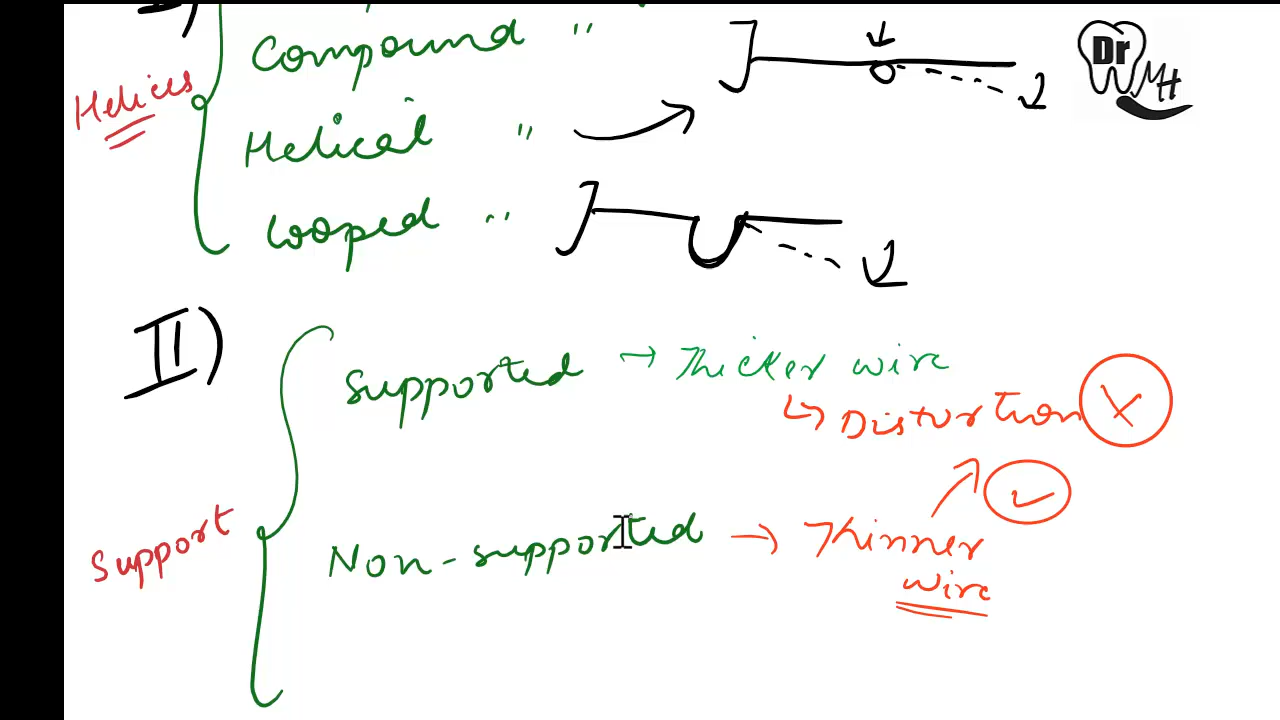 Compound "
Helices
Helical "
Looped "
II)
Supported → Thicker wire
↳ Distortion X
Support
Non-supported → Thinner
wire
Dr
MH